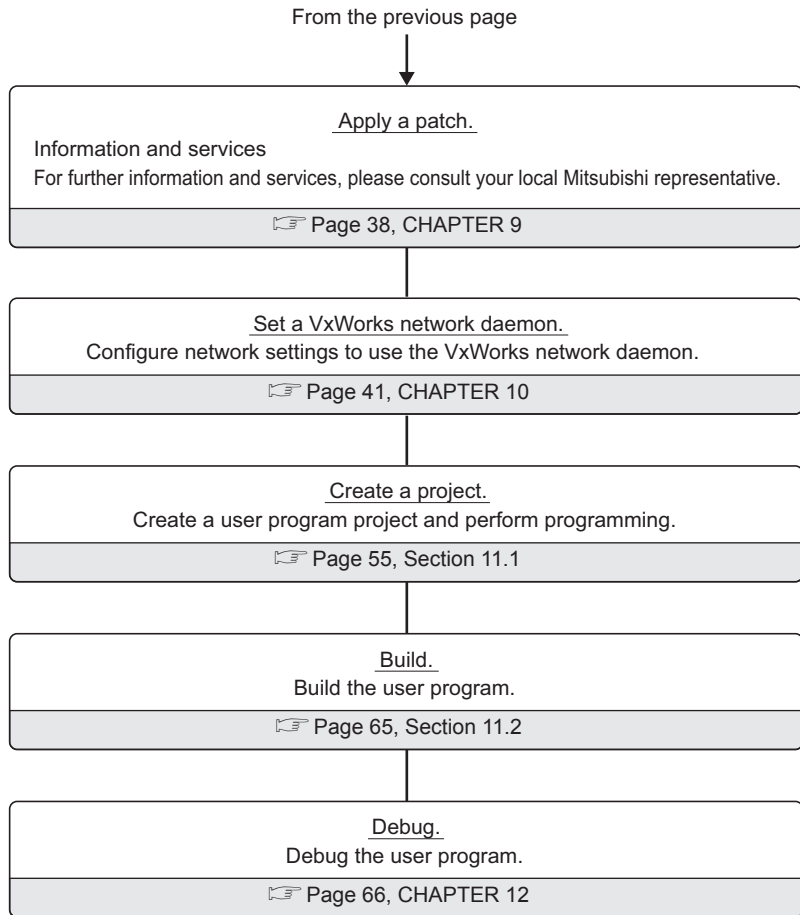 From the previous page
Apply a patch.
Information and services
For further information and services, please consult your local Mitsubishi representative.
Page 38, CHAPTER 9
Set a VxWorks network daemon.
Configure network settings to use the VxWorks network daemon.
Page 41, CHAPTER 10
Create a project.
Create a user program project and perform programming.
Page 55, Section 11.1
Build.
Build the user program.
Page 65, Section 11.2
Debug.
Debug the user program.
Page 66, CHAPTER 12